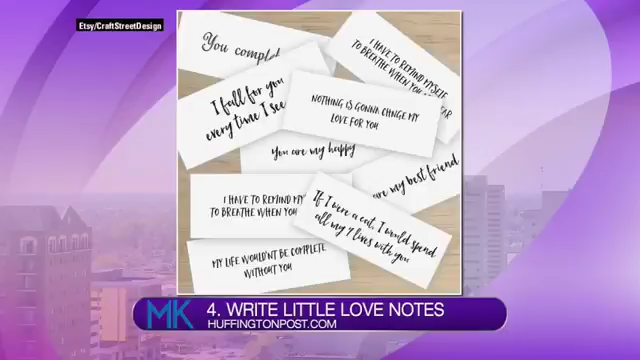 Etsy/CraftStreetDesign
You complet
I HAVE TO REMIND MYSELF
TO BREATHE WHEN YOU
I fall for you
every time I see
NOTHING IS GONNA CHNGE MY
LOVE FOR YOU
You are my happy
are my best friend
I HAVE TO REMIND MY
TO BREATHE WHEN YOU
If I were a cat, I would spend
all my 9 lives with you
MY LIFE WOULDN'T BE COMPLETE
WITHOUT YOU
MK
4. WRITE LITTLE LOVE NOTES
HUFFINGTONPOST.COM